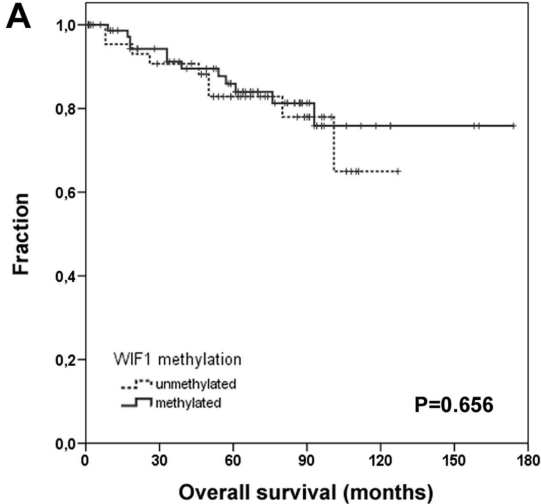 A
1,0
0,8
0,6
0,4
0,2
0,0
Fraction
WIF1 methylation
unmethylated
methylated
P=0.656
0 30 60 90 120 150 180
Overall survival (months)